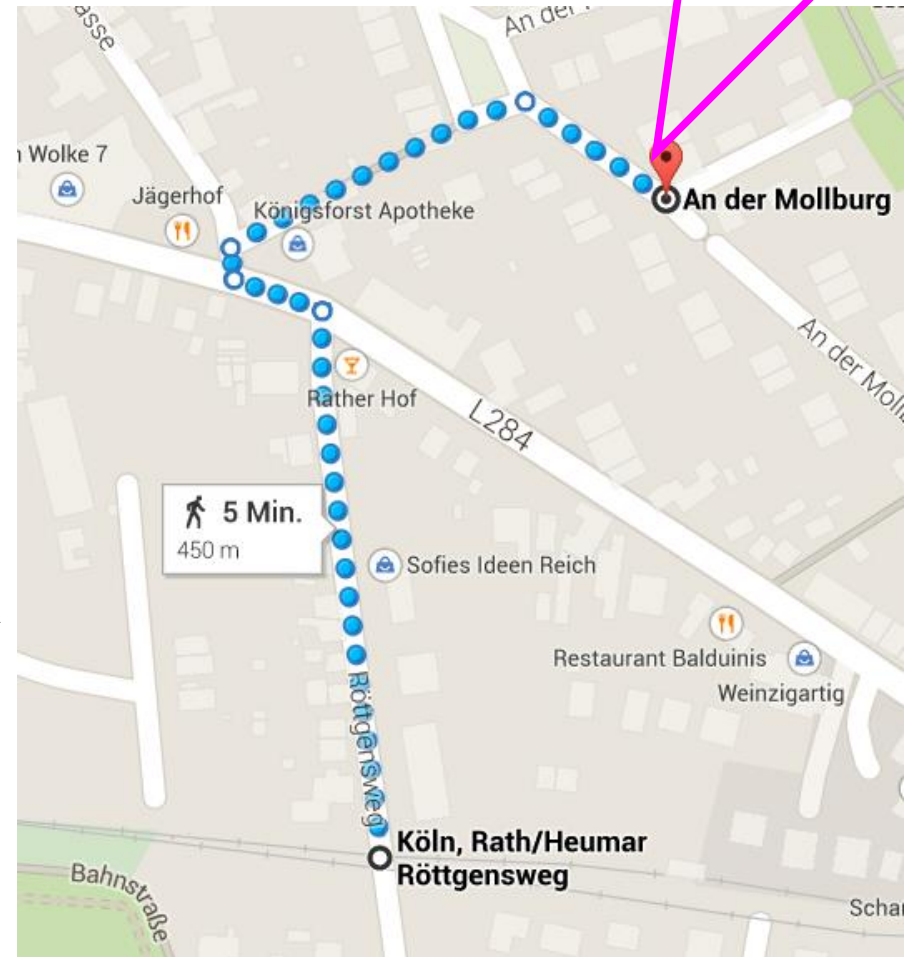 asse
An der
Wolke 7
Jägerhof
Königsforst Apotheke
An der Mollburg
An der Moll
Rather Hof
L284
5 Min.
450 m
Sofies Ideen Reich
Restaurant Balduinis
Weinzigartig
Röttgensweg
Köln, Rath/Heumar
Röttgensweg
Bahnstraße
Schar